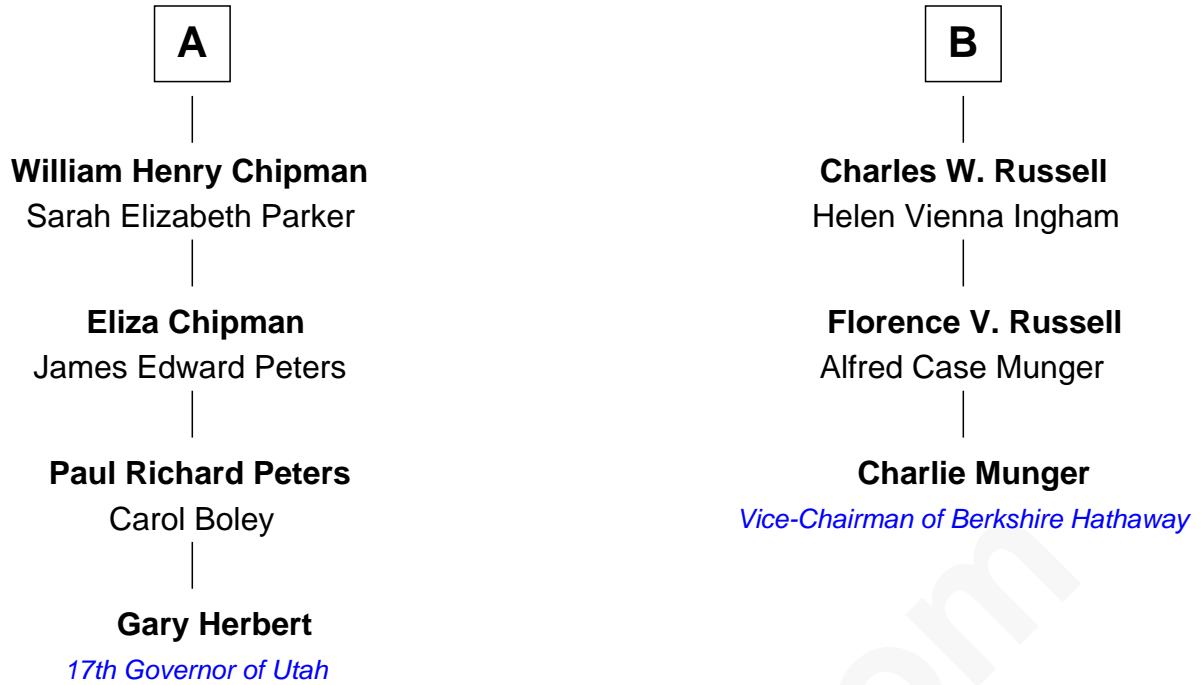 A
William Henry Chipman
Sarah Elizabeth Parker
Eliza Chipman
James Edward Peters
Paul Richard Peters
Carol Boley
Gary Herbert
17th Governor of Utah
B
Charles W. Russell
Helen Vienna Ingham
Florence V. Russell
Alfred Case Munger
Charlie Munger
Vice-Chairman of Berkshire Hathaway
om